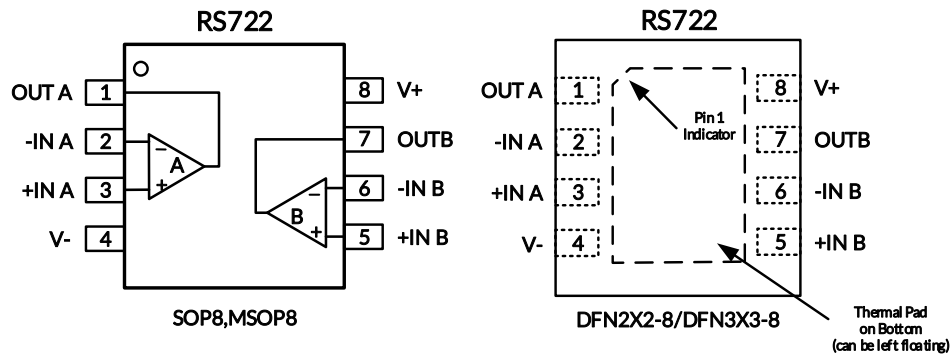 RS722
OUT A 1
-IN A 2
+IN A 3
V- 4
8 V+
7 OUTB
6 -IN B
5 +IN B
A
B
−
+
−
+
SOP8,MSOP8
RS722
OUT A 1
-IN A 2
+IN A 3
V- 4
8 V+
7 OUTB
6 -IN B
5 +IN B
Pin 1
Indicator
DFN2X2-8/DFN3X3-8
Thermal Pad
on Bottom
(can be left floating)